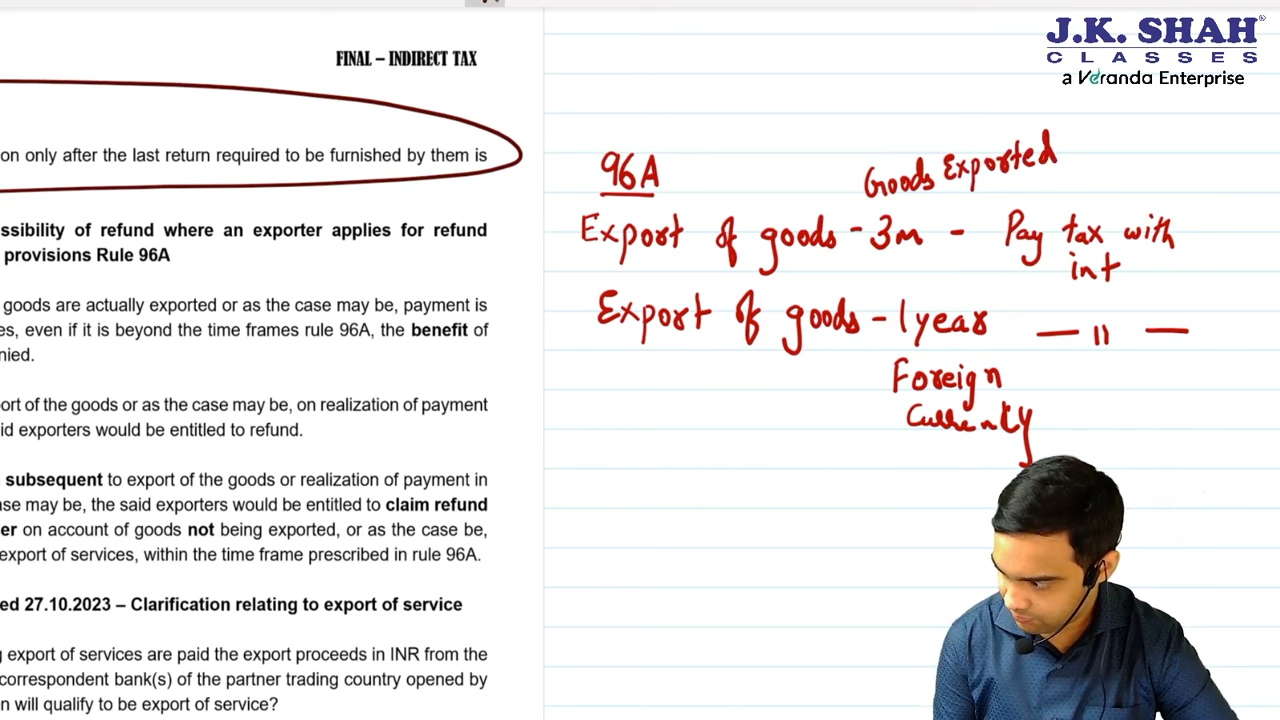 FINAL – INDIRECT TAX
on only after the last return required to be furnished by them is
ssibility of refund where an exporter applies for refund
provisions Rule 96A
goods are actually exported or as the case may be, payment is
es, even if it is beyond the time frames rule 96A, the benefit of
nied.
port of the goods or as the case may be, on realization of payment
id exporters would be entitled to refund.
subsequent to export of the goods or realization of payment in
ase may be, the said exporters would be entitled to claim refund
er on account of goods not being exported, or as the case be,
export of services, within the time frame prescribed in rule 96A.
ed 27.10.2023 – Clarification relating to export of service
g export of services are paid the export proceeds in INR from the
correspondent bank(s) of the partner trading country opened by
n will qualify to be export of service?
J.K. SHAH®
CLASSES
a Veranda Enterprise
96A
Goods Exported
Export of goods - 3m - Pay tax with
int
Export of goods - 1 year — 11 —
Foreign
Currency